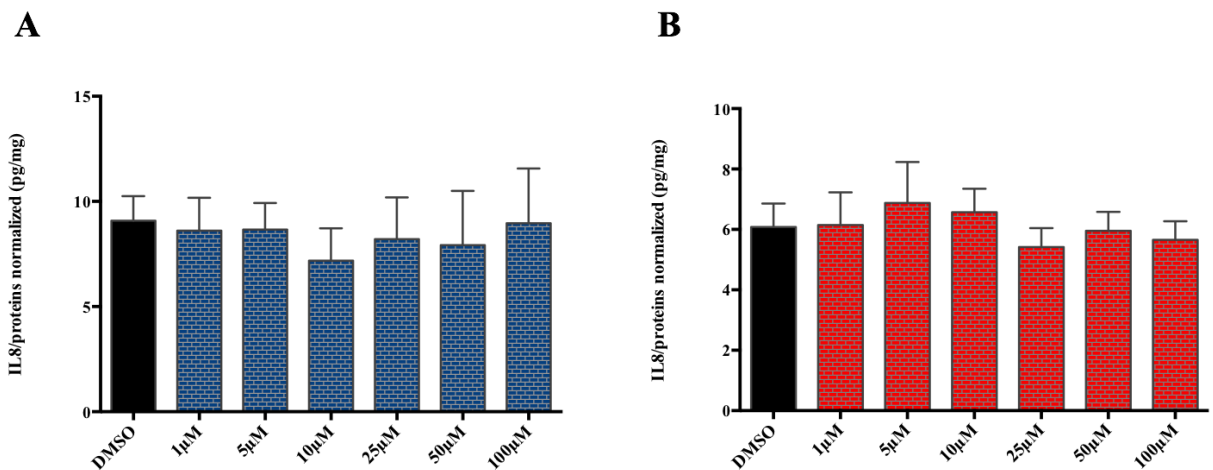 A
B
IL8/proteins normalized (pg/mg)
15
10
5
0
DMSO
1µM
5µM
10µM
25µM
50µM
100µM
IL8/proteins normalized (pg/mg)
10
8
6
4
2
0
DMSO
1µM
5µM
10µM
25µM
50µM
100µM